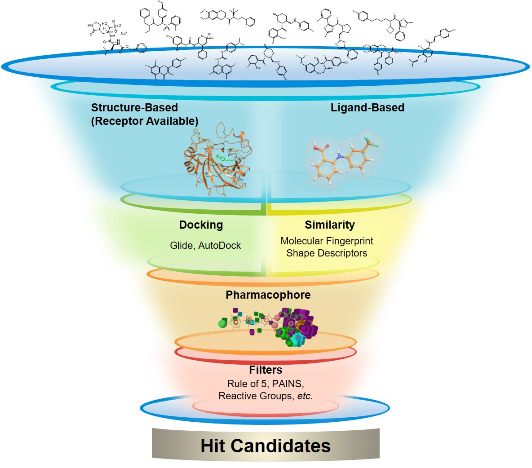 Structure-Based
(Receptor Available)
Ligand-Based
Docking
Glide, AutoDock
Similarity
Molecular Fingerprint
Shape Descriptors
Pharmacophore
Filters
Rule of 5, PAINS,
Reactive Groups, etc.
Hit Candidates